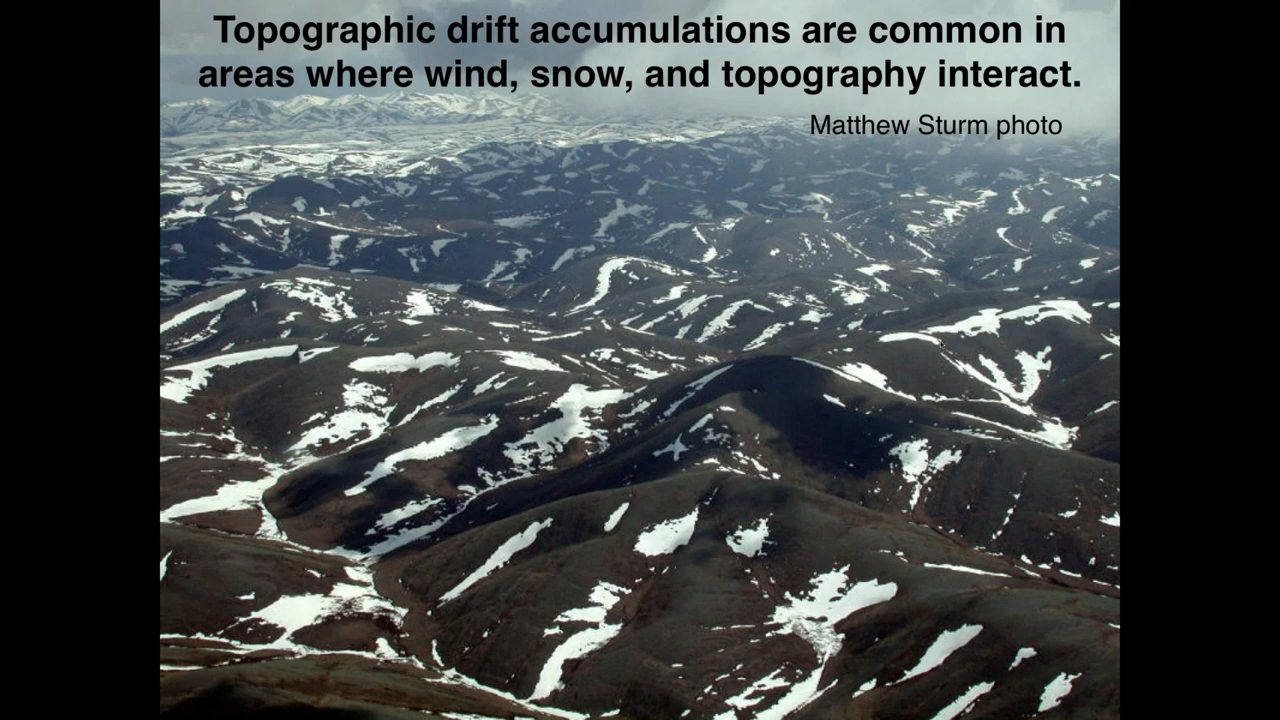 Topographic drift accumulations are common in
areas where wind, snow, and topography interact.
Matthew Sturm photo